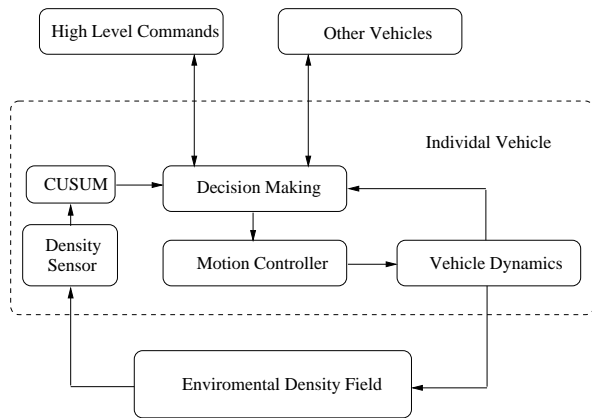 High Level Commands
Other Vehicles
Individal Vehicle
CUSUM
Decision Making
Density
Sensor
Motion Controller
Vehicle Dynamics
Enviromental Density Field